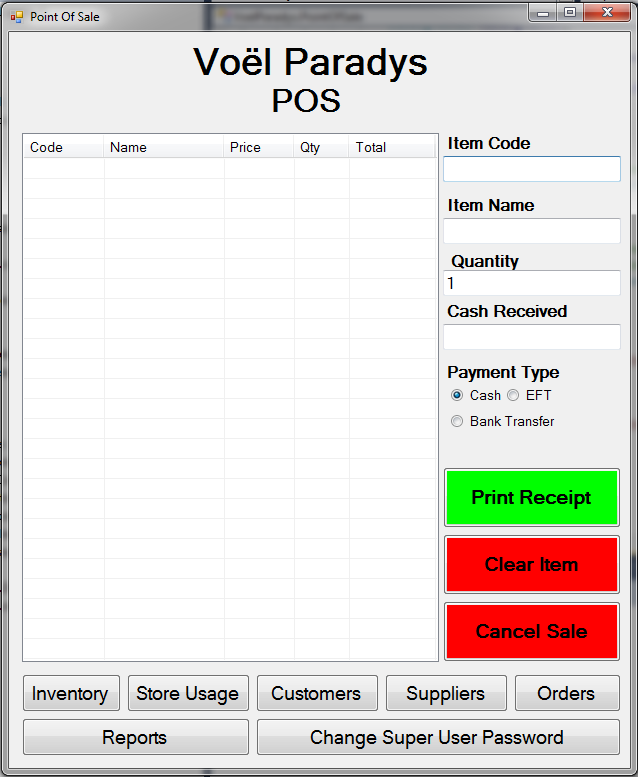 Point Of Sale
Voël Paradys
POS
Code Name Price Qty Total
Item Code
Item Name
Quantity
1
Cash Received
Payment Type
Cash EFT
Bank Transfer
Print Receipt
Clear Item
Cancel Sale
Inventory Store Usage Customers Suppliers Orders
Reports Change Super User Password